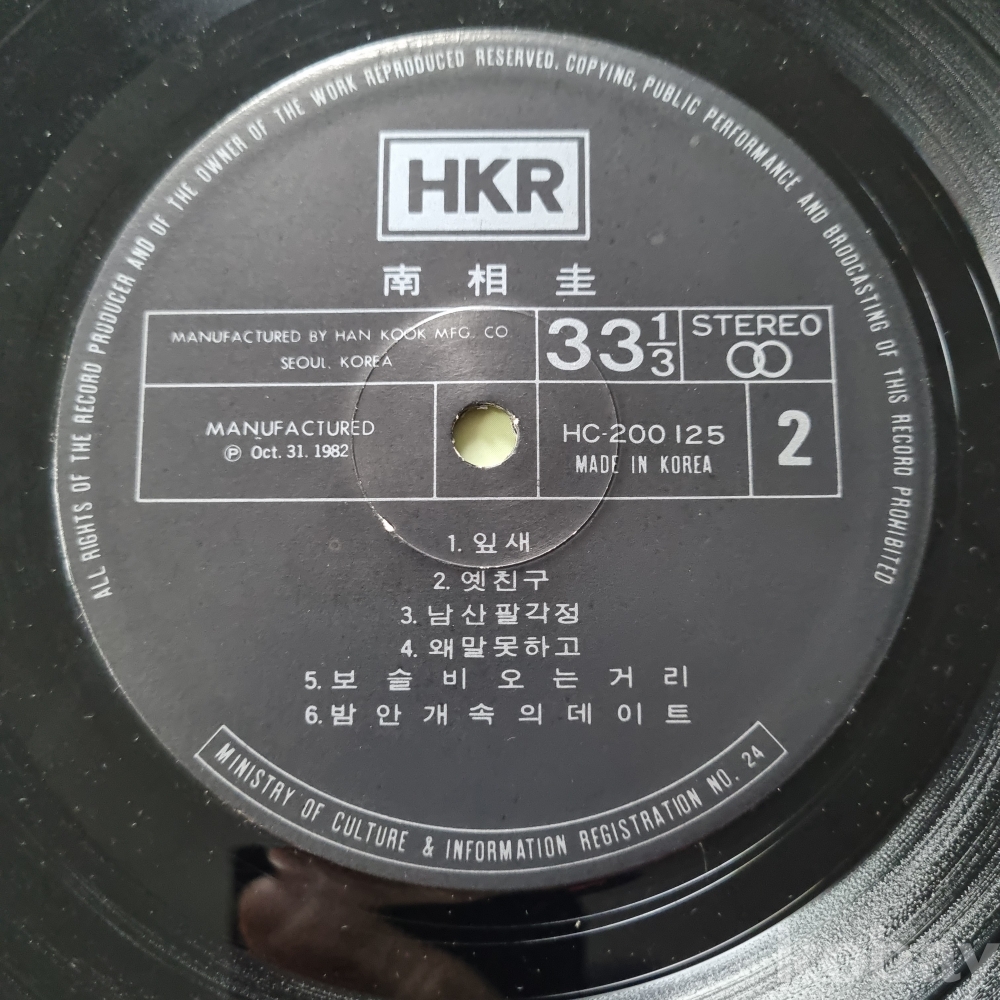 ALL RIGHTS OF THE RECORD PRODUCER AND OF THE OWNER OF THE WORK REPRODUCED RESERVED. COPYING, PUBLIC PERFORMANCE AND BRODCASTING OF THIS RECORD PROHIBITED
HKR
南相圭
MANUFACTURED BY HAN KOOK MFG. CO
SEOUL. KOREA
33 1/3
STEREO
MANUFACTURED
Ⓟ Oct. 31. 1982
HC-200125
MADE IN KOREA
2
1. 잎새
2. 옛친구
3. 남산팔각정
4. 왜말못하고
5. 보슬비오는거리
6. 밤안개속의데이트
MINISTRY OF CULTURE & INFORMATION REGISTRATION NO. 24